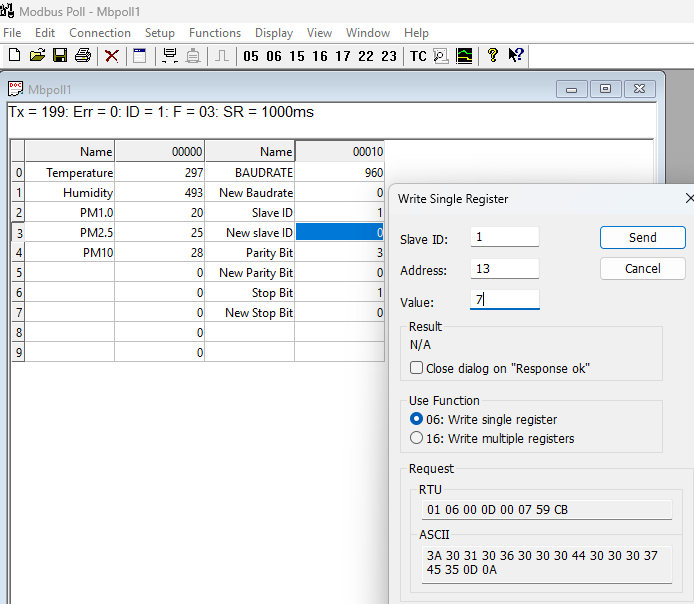 Modbus Poll - Mbpoll1
File Edit Connection Setup Functions Display View Window Help
05 06 15 16 17 22 23 TC
Mbpoll1
Tx = 199: Err = 0: ID = 1: F = 03: SR = 1000ms
Name 00000 Name 00010
0 Temperature 297 BAUDRATE 960
1 Humidity 493 New Baudrate 0
2 PM1.0 20 Slave ID 1
3 PM2.5 25 New slave ID 0
4 PM10 28 Parity Bit 3
5 0 New Parity Bit 0
6 0 Stop Bit 1
7 0 New Stop Bit 0
8 0
9 0
Write Single Register
Slave ID: 1 Send
Address: 13 Cancel
Value: 7
Result
N/A
Close dialog on "Response ok"
Use Function
06: Write single register
16: Write multiple registers
Request
RTU
01 06 00 0D 00 07 59 CB
ASCII
3A 30 31 30 36 30 30 30 44 30 30 30 37
45 35 0D 0A